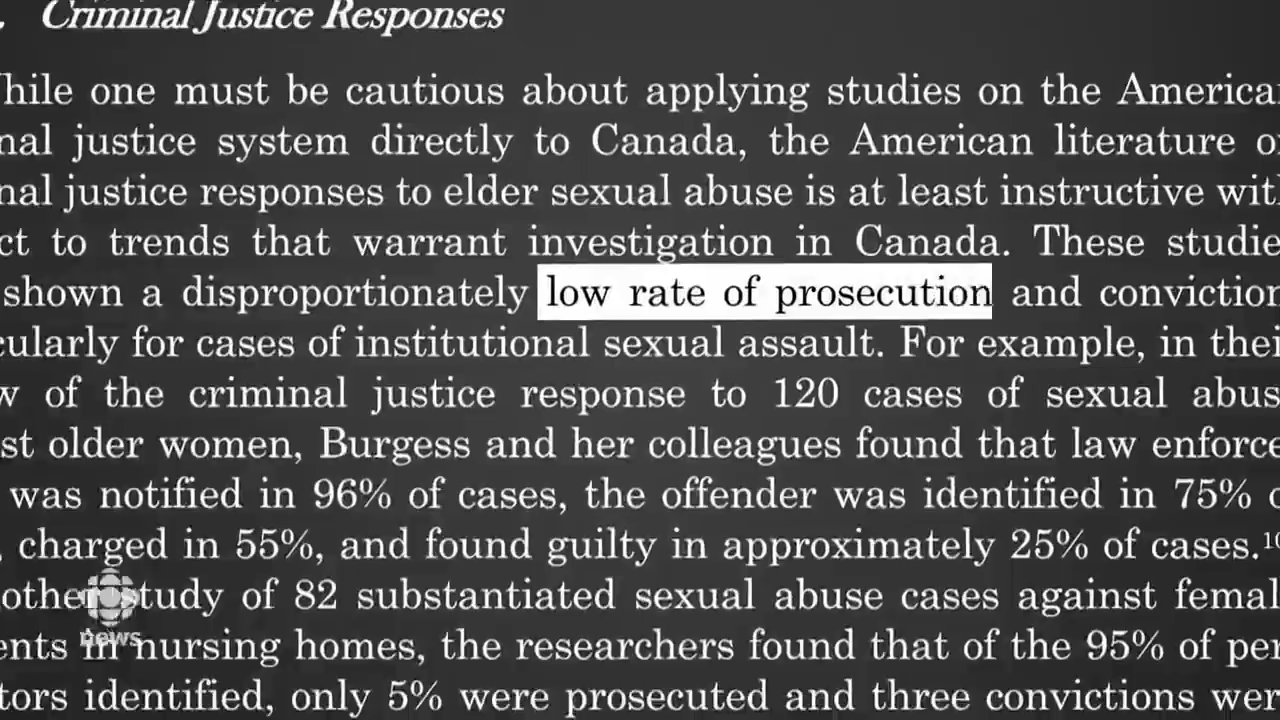 . Criminal Justice Responses
hile one must be cautious about applying studies on the America
nal justice system directly to Canada, the American literature o
nal justice responses to elder sexual abuse is at least instructive wit
ct to trends that warrant investigation in Canada. These studie
shown a disproportionately low rate of prosecution and conviction
cularly for cases of institutional sexual assault. For example, in thei
w of the criminal justice response to 120 cases of sexual abus
st older women, Burgess and her colleagues found that law enforce
was notified in 96% of cases, the offender was identified in 75% o
, charged in 55%, and found guilty in approximately 25% of cases.¹⁰
other study of 82 substantiated sexual abuse cases against femal
ents in nursing homes, the researchers found that of the 95% of per
tors identified, only 5% were prosecuted and three convictions wer
news